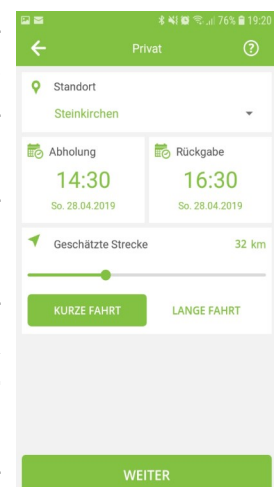 76% 19:20
Privat ?
Standort
Steinkirchen
Abholung
14:30
So. 28.04.2019
Rückgabe
16:30
So. 28.04.2019
Geschätzte Strecke 32 km
KURZE FAHRT LANGE FAHRT
WEITER